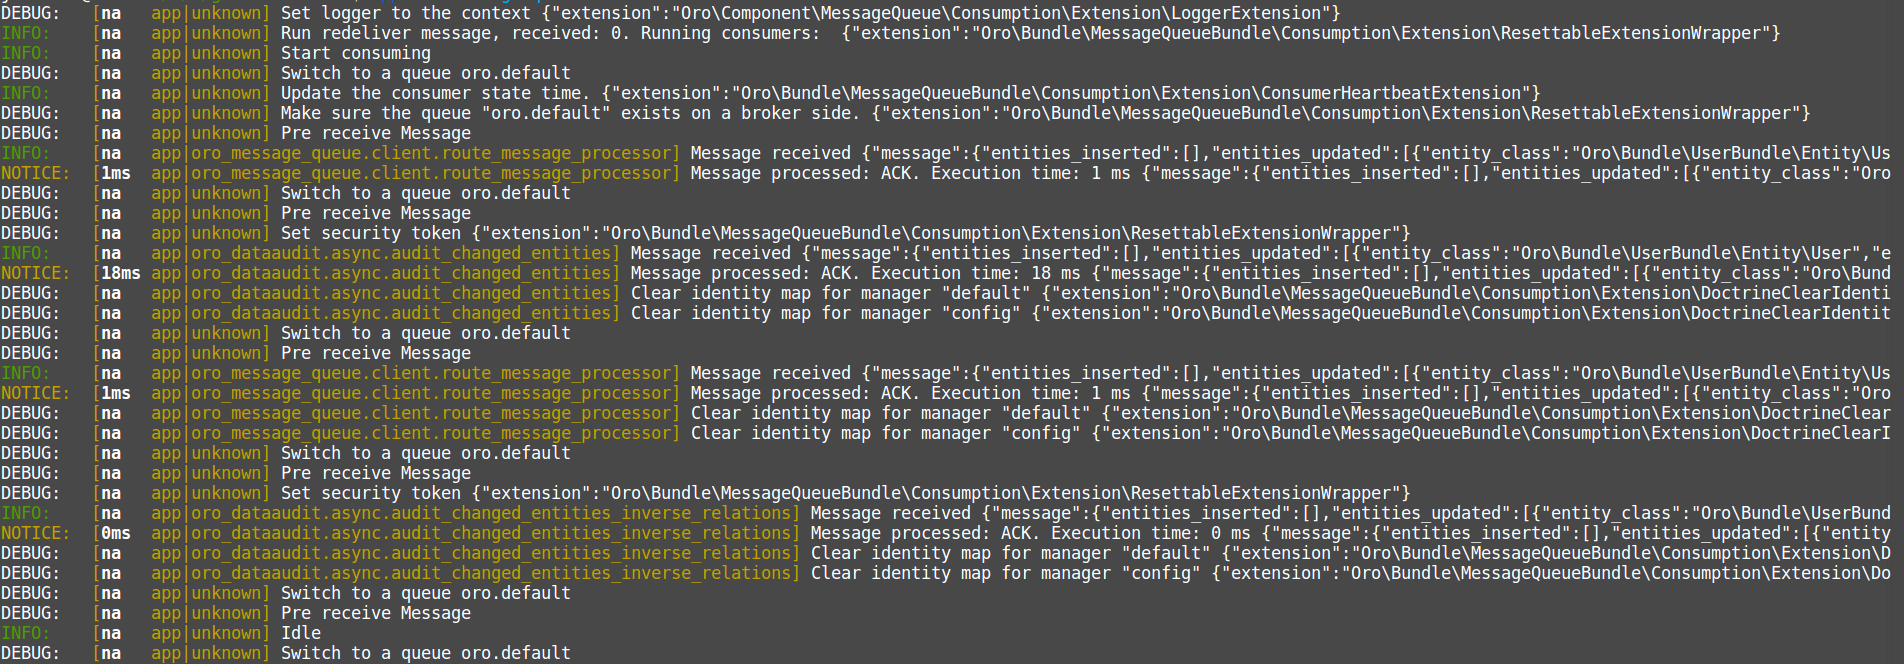 DEBUG: [na app|unknown] Set logger to the context {"extension":"Oro\Component\MessageQueue\Consumption\Extension\LoggerExtension"}
INFO: [na app|unknown] Run redeliver message, received: 0. Running consumers: {"extension":"Oro\Bundle\MessageQueueBundle\Consumption\Extension\ResettableExtensionWrapper"}
INFO: [na app|unknown] Start consuming
DEBUG: [na app|unknown] Switch to a queue oro.default
INFO: [na app|unknown] Update the consumer state time. {"extension":"Oro\Bundle\MessageQueueBundle\Consumption\Extension\ConsumerHeartbeatExtension"}
DEBUG: [na app|unknown] Make sure the queue "oro.default" exists on a broker side. {"extension":"Oro\Bundle\MessageQueueBundle\Consumption\Extension\ResettableExtensionWrapper"}
DEBUG: [na app|unknown] Pre receive Message
INFO: [na app|oro_message_queue.client.route_message_processor] Message received {"message":{"entities_inserted":[],"entities_updated":[{"entity_class":"Oro\Bundle\UserBundle\Entity\Us
NOTICE: [1ms app|oro_message_queue.client.route_message_processor] Message processed: ACK. Execution time: 1 ms {"message":{"entities_inserted":[],"entities_updated":[{"entity_class":"Oro
DEBUG: [na app|unknown] Switch to a queue oro.default
DEBUG: [na app|unknown] Pre receive Message
DEBUG: [na app|unknown] Set security token {"extension":"Oro\Bundle\MessageQueueBundle\Consumption\Extension\ResettableExtensionWrapper"}
INFO: [na app|oro_dataaudit.async.audit_changed_entities] Message received {"message":{"entities_inserted":[],"entities_updated":[{"entity_class":"Oro\Bundle\UserBundle\Entity\User","e
NOTICE: [18ms app|oro_dataaudit.async.audit_changed_entities] Message processed: ACK. Execution time: 18 ms {"message":{"entities_inserted":[],"entities_updated":[{"entity_class":"Oro\Bund
DEBUG: [na app|oro_dataaudit.async.audit_changed_entities] Clear identity map for manager "default" {"extension":"Oro\Bundle\MessageQueueBundle\Consumption\Extension\DoctrineClearIdenti
DEBUG: [na app|oro_dataaudit.async.audit_changed_entities] Clear identity map for manager "config" {"extension":"Oro\Bundle\MessageQueueBundle\Consumption\Extension\DoctrineClearIdentit
DEBUG: [na app|unknown] Switch to a queue oro.default
DEBUG: [na app|unknown] Pre receive Message
INFO: [na app|oro_message_queue.client.route_message_processor] Message received {"message":{"entities_inserted":[],"entities_updated":[{"entity_class":"Oro\Bundle\UserBundle\Entity\Us
NOTICE: [1ms app|oro_message_queue.client.route_message_processor] Message processed: ACK. Execution time: 1 ms {"message":{"entities_inserted":[],"entities_updated":[{"entity_class":"Oro
DEBUG: [na app|oro_message_queue.client.route_message_processor] Clear identity map for manager "default" {"extension":"Oro\Bundle\MessageQueueBundle\Consumption\Extension\DoctrineClear
DEBUG: [na app|oro_message_queue.client.route_message_processor] Clear identity map for manager "config" {"extension":"Oro\Bundle\MessageQueueBundle\Consumption\Extension\DoctrineClearI
DEBUG: [na app|unknown] Switch to a queue oro.default
DEBUG: [na app|unknown] Pre receive Message
DEBUG: [na app|unknown] Set security token {"extension":"Oro\Bundle\MessageQueueBundle\Consumption\Extension\ResettableExtensionWrapper"}
INFO: [na app|oro_dataaudit.async.audit_changed_entities_inverse_relations] Message received {"message":{"entities_inserted":[],"entities_updated":[{"entity_class":"Oro\Bundle\UserBund
NOTICE: [0ms app|oro_dataaudit.async.audit_changed_entities_inverse_relations] Message processed: ACK. Execution time: 0 ms {"message":{"entities_inserted":[],"entities_updated":[{"entity
DEBUG: [na app|oro_dataaudit.async.audit_changed_entities_inverse_relations] Clear identity map for manager "default" {"extension":"Oro\Bundle\MessageQueueBundle\Consumption\Extension\D
DEBUG: [na app|oro_dataaudit.async.audit_changed_entities_inverse_relations] Clear identity map for manager "config" {"extension":"Oro\Bundle\MessageQueueBundle\Consumption\Extension\Do
DEBUG: [na app|unknown] Switch to a queue oro.default
DEBUG: [na app|unknown] Pre receive Message
INFO: [na app|unknown] Idle
DEBUG: [na app|unknown] Switch to a queue oro.default